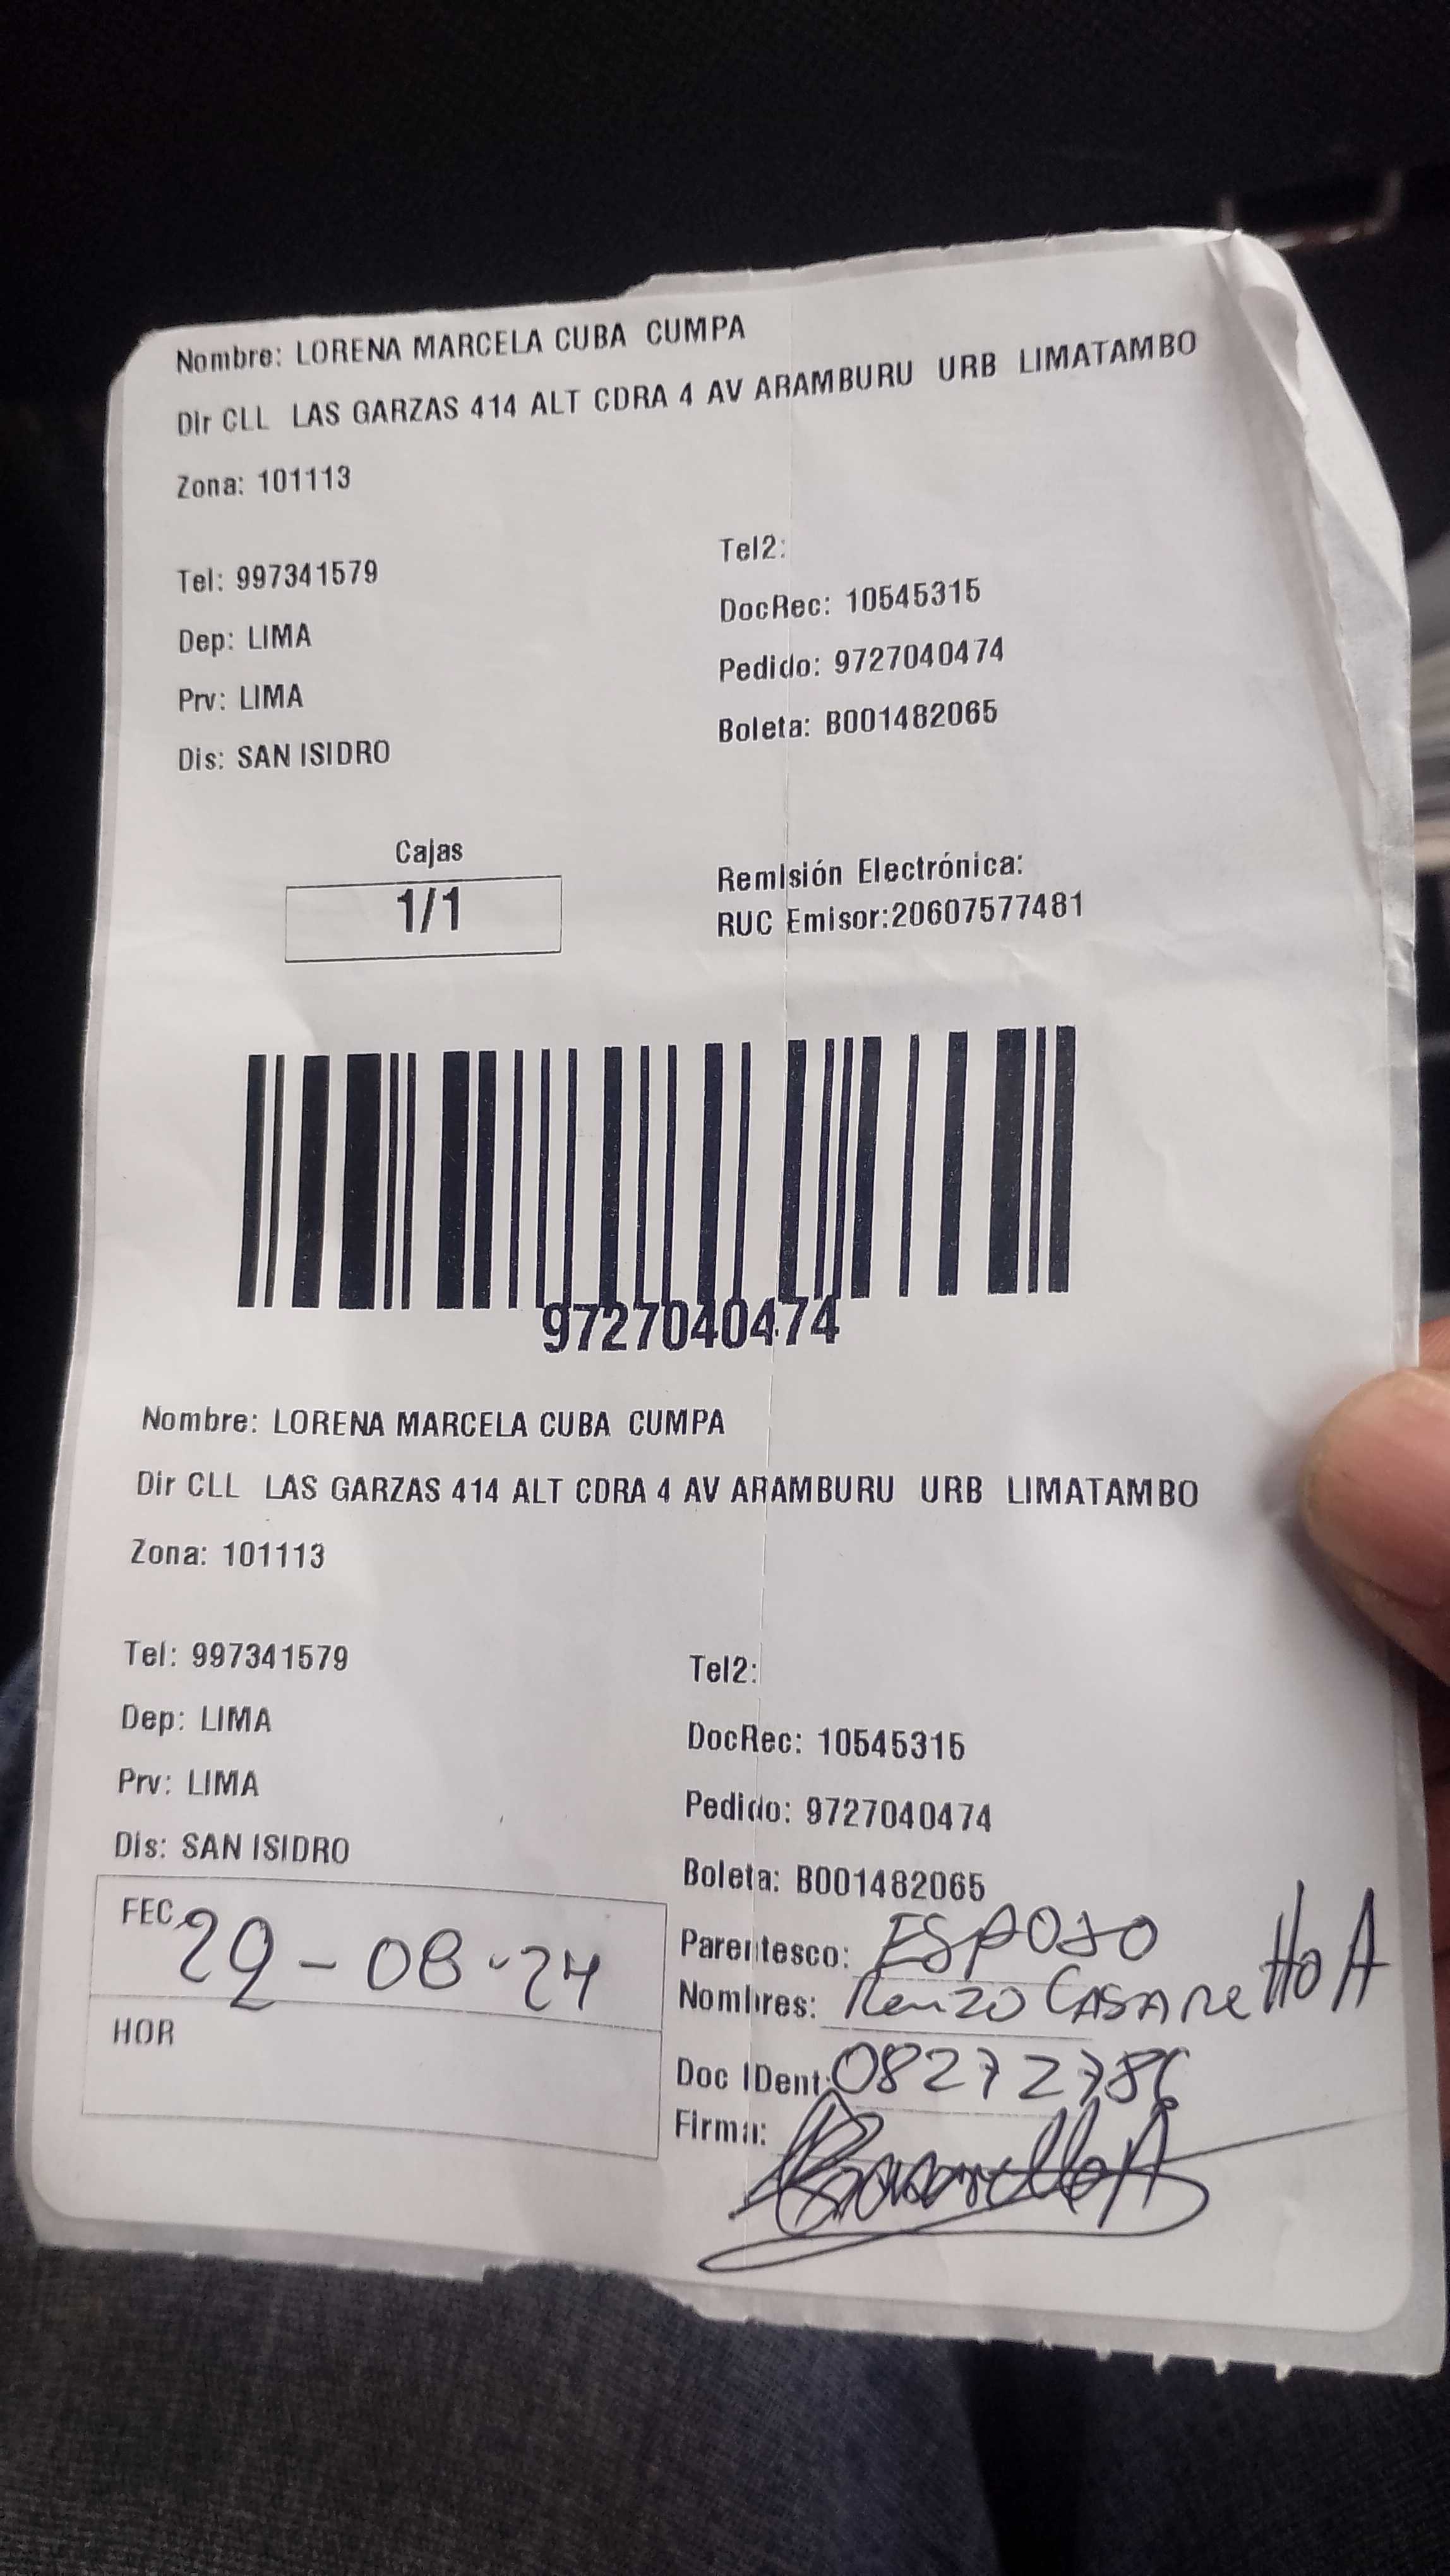 Nombre: LORENA MARCELA CUBA CUMPA
Dir CLL LAS GARZAS 414 ALT CDRA 4 AV ARAMBURU URB LIMATAMBO
Zona: 101113
Tel: 997341579
Tel2:
Dep: LIMA
DocRec: 10545315
Prv: LIMA
Pedido: 9727040474
Dis: SAN ISIDRO
Boleta: B001482065
Cajas
1/1
Remisión Electrónica:
RUC Emisor:20607577481
9727040474
Nombre: LORENA MARCELA CUBA CUMPA
Dir CLL LAS GARZAS 414 ALT CDRA 4 AV ARAMBURU URB LIMATAMBO
Zona: 101113
Tel: 997341579
Tel2:
Dep: LIMA
DocRec: 10545315
Prv: LIMA
Pedido: 9727040474
Dis: SAN ISIDRO
Boleta: B001482065
FEC 29-08-24
Parentesco: ESPOSO
Nombres: Renzo CASARETTO A
HOR
Doc IDent: 08272786
Firma: